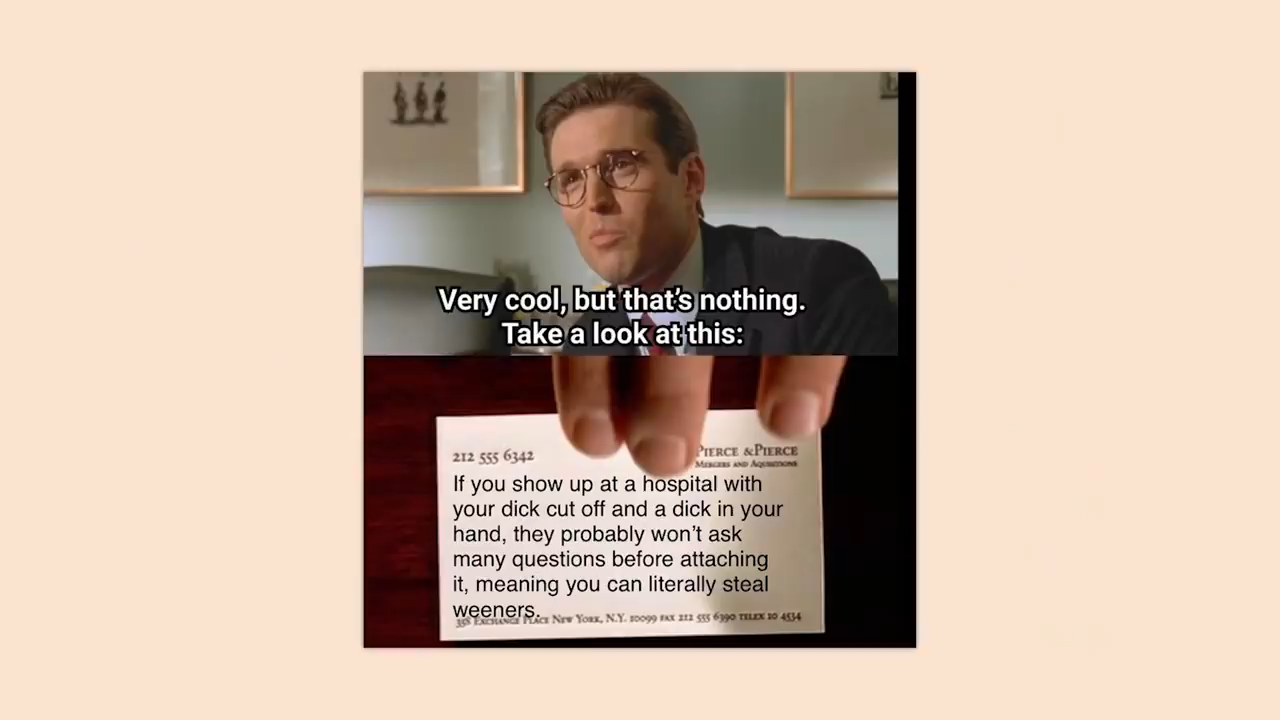 Very cool, but that's nothing.
Take a look at this:
212 555 6342
PIERCE & PIERCE
MERGERS AND AQUISITIONS
If you show up at a hospital with
your dick cut off and a dick in your
hand, they probably won't ask
many questions before attaching
it, meaning you can literally steal
weeners.
358 EXCHANGE PLACE NEW YORK, N.Y. 10099 FAX 212 555 6390 TELEX 10 4534